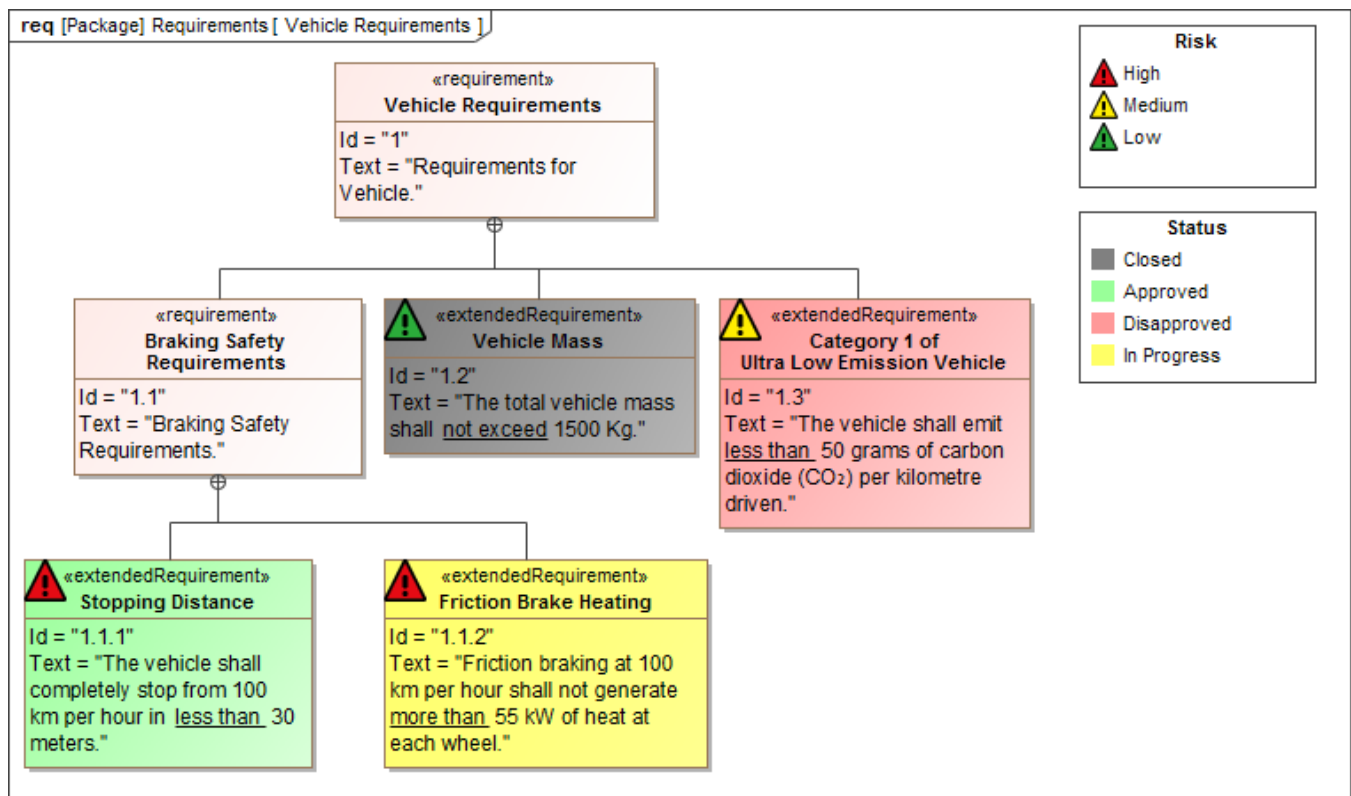 req [Package] Requirements [ Vehicle Requirements ]
«requirement»
Vehicle Requirements
Id = "1"
Text = "Requirements for
Vehicle."
Risk
High
Medium
Low
Status
Closed
Approved
Disapproved
In Progress
«requirement»
Braking Safety
Requirements
Id = "1.1"
Text = "Braking Safety
Requirements."
«extendedRequirement»
Vehicle Mass
Id = "1.2"
Text = "The total vehicle mass
shall not exceed 1500 Kg."
«extendedRequirement»
Category 1 of
Ultra Low Emission Vehicle
Id = "1.3"
Text = "The vehicle shall emit
less than 50 grams of carbon
dioxide (CO₂) per kilometre
driven."
«extendedRequirement»
Stopping Distance
Id = "1.1.1"
Text = "The vehicle shall
completely stop from 100
km per hour in less than 30
meters."
«extendedRequirement»
Friction Brake Heating
Id = "1.1.2"
Text = "Friction braking at 100
km per hour shall not generate
more than 55 kW of heat at
each wheel."